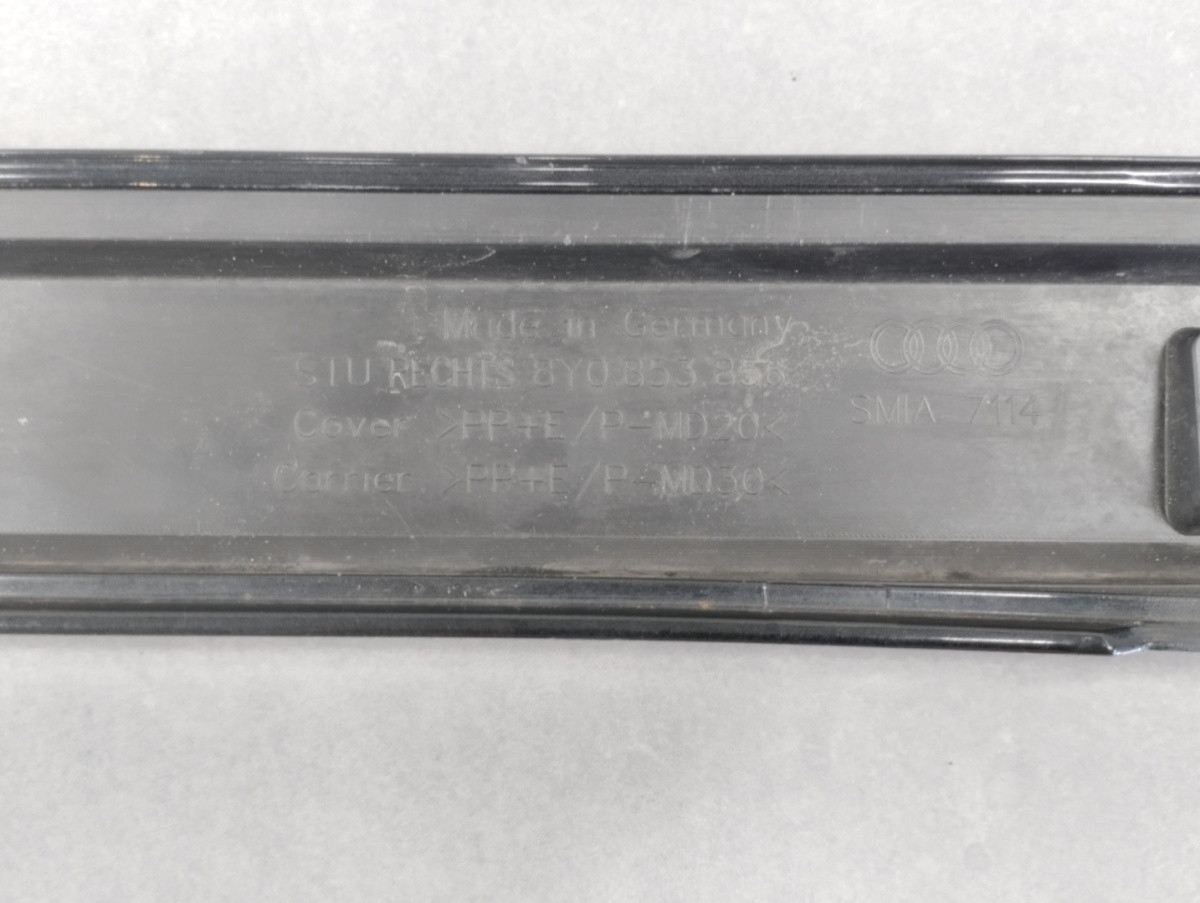 Made in Germany
STU RECHTS 8Y0.853.856
Cover >PP+E/P-MD20<
Carrier >PP+E/P-MD30<
SMIA 7114